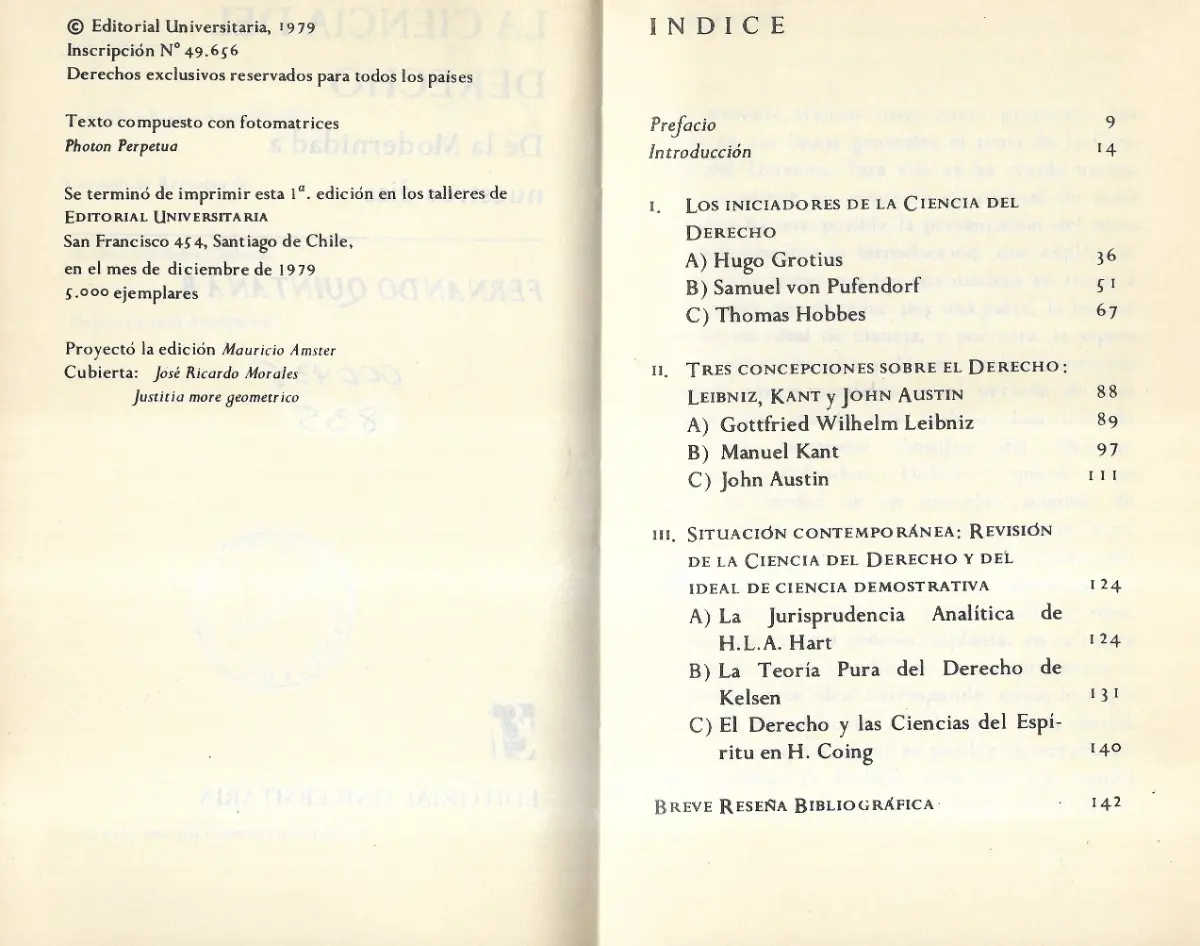 © Editorial Universitaria, 1979
Inscripción N° 49.656
Derechos exclusivos reservados para todos los países
Texto compuesto con fotomatrices
Photon Perpetua
Se terminó de imprimir esta 1ª. edición en los talleres de
EDITORIAL UNIVERSITARIA
San Francisco 454, Santiago de Chile,
en el mes de diciembre de 1979
5.000 ejemplares
Proyectó la edición Mauricio Amster
Cubierta: José Ricardo Morales
Justitia more geometrico
INDICE
Prefacio 9
Introducción 14
I. LOS INICIADORES DE LA CIENCIA DEL
DERECHO
A) Hugo Grotius 36
B) Samuel von Pufendorf 51
C) Thomas Hobbes 67
II. TRES CONCEPCIONES SOBRE EL DERECHO:
LEIBNIZ, KANT y JOHN AUSTIN 88
A) Gottfried Wilhelm Leibniz 89
B) Manuel Kant 97
C) John Austin 111
III. SITUACIÓN CONTEMPORÁNEA: REVISIÓN
DE LA CIENCIA DEL DERECHO Y DEL
IDEAL DE CIENCIA DEMOSTRATIVA 124
A) La Jurisprudencia Analítica de
H.L.A. Hart 124
B) La Teoría Pura del Derecho de
Kelsen 131
C) El Derecho y las Ciencias del Espí-
ritu en H. Coing 140
BREVE RESEÑA BIBLIOGRÁFICA 142